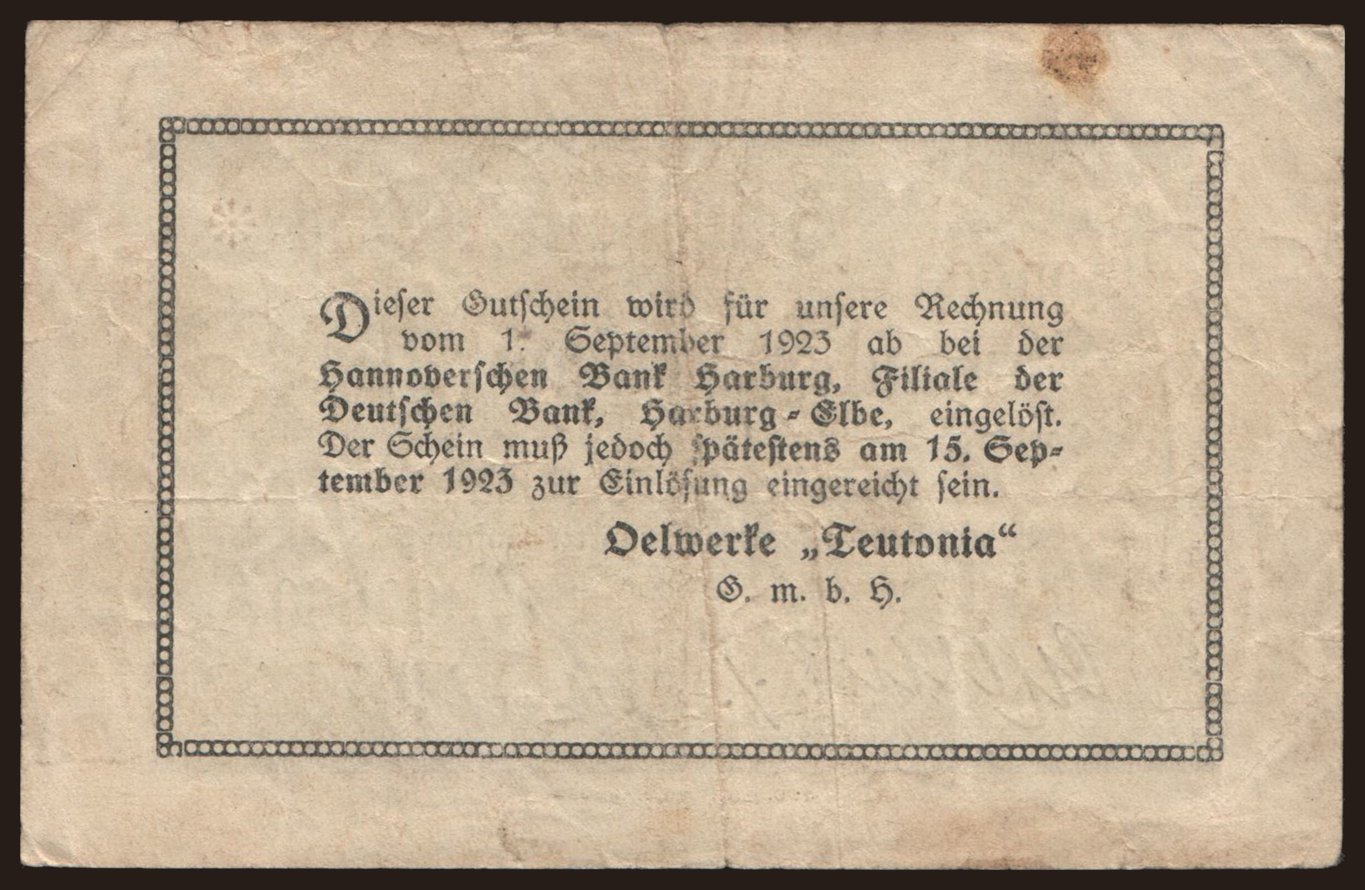 Dieser Gutschein wird für unsere Rechnung
vom 1. September 1923 ab bei der
Hannoverschen Bank Harburg, Filiale der
Deutschen Bank, Harburg-Elbe, eingelöst.
Der Schein muß jedoch spätestens am 15. Sep-
tember 1923 zur Einlösung eingereicht sein.
Oelwerke „Teutonia“
G. m. b. H.